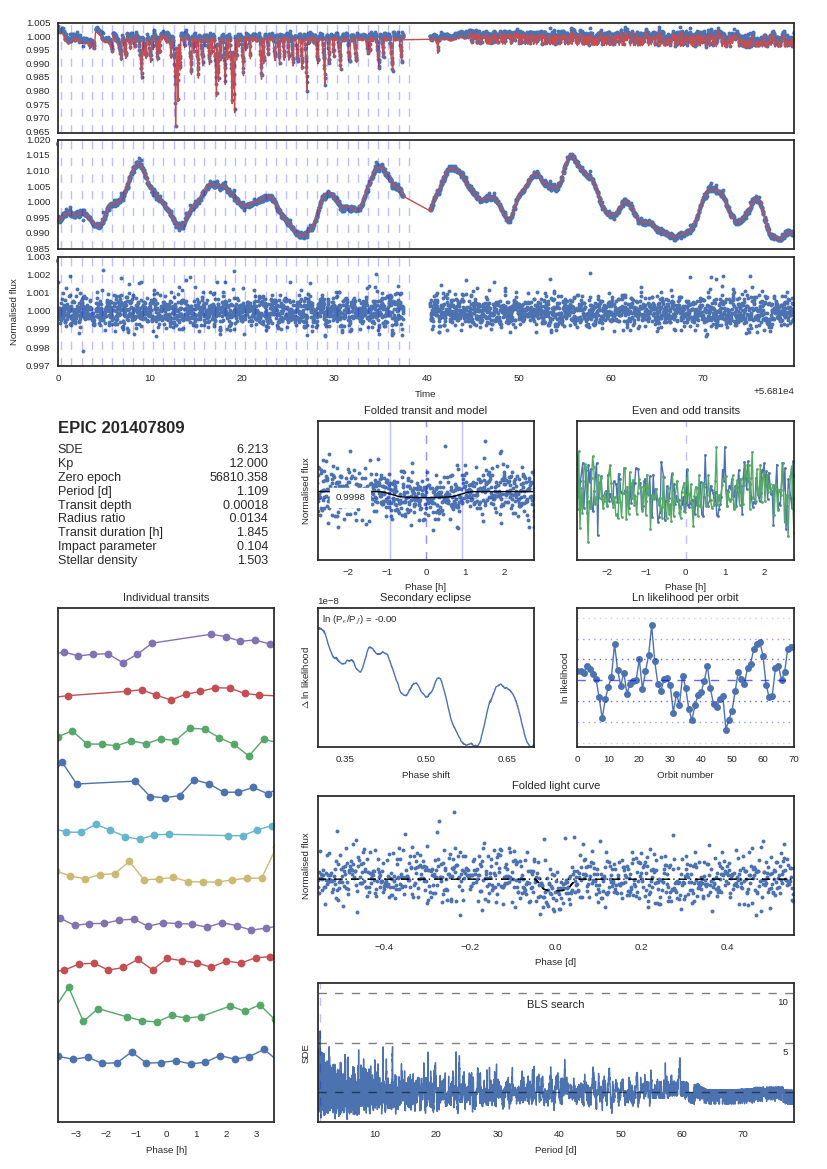 1.005
1.000
0.995
0.990
0.985
0.980
0.975
0.970
0.965
1.020
1.015
1.010
1.005
1.000
0.995
0.990
0.985
1.003
1.002
1.001
1.000
0.999
0.998
0.997
Normalised flux
0 10 20 30 40 50 60 70
Time
+5.681e4
EPIC 201407809
SDE 6.213
Kp 12.000
Zero epoch 56810.358
Period [d] 1.109
Transit depth 0.00018
Radius ratio 0.0134
Transit duration [h] 1.845
Impact parameter 0.104
Stellar density 1.503
Folded transit and model
Normalised flux
0.9998
−2 −1 0 1 2
Phase [h]
Even and odd transits
−2 −1 0 1 2
Phase [h]
Individual transits
−3 −2 −1 0 1 2 3
Phase [h]
Secondary eclipse
1e−8
ln (Pₑ/P𝑓) = -0.00
Δ ln likelihood
0.35 0.50 0.65
Phase shift
Ln likelihood per orbit
ln likelihood
0 10 20 30 40 50 60 70
Orbit number
Folded light curve
Normalised flux
−0.4 −0.2 0.0 0.2 0.4
Phase [d]
BLS search
10
5
SDE
10 20 30 40 50 60 70
Period [d]